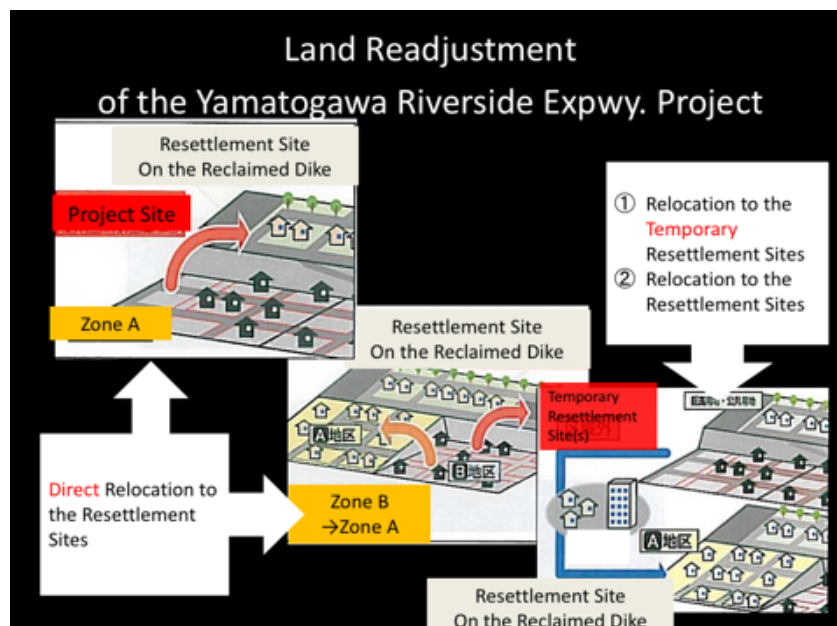 Land Readjustment
of the Yamatogawa Riverside Expwy. Project
Resettlement Site
On the Reclaimed Dike
Project Site
Zone A
① Relocation to the
Temporary
Resettlement Sites
② Relocation to the
Resettlement Sites
Resettlement Site
On the Reclaimed Dike
Temporary
Resettlement
Site(s)
A地区
B地区
Direct Relocation to
the Resettlement
Sites
Zone B
→Zone A
A地区
Resettlement Site
On the Reclaimed Dike